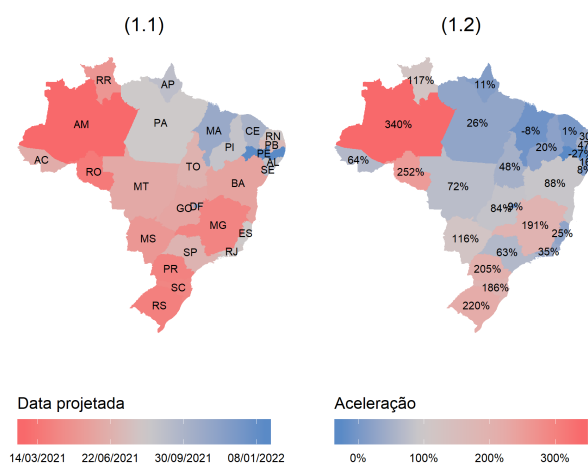 (1.1) (1.2)
RR AP
AM PA MA CE RN
PB
PI PE
AL
AC RO TO SE
MT BA
GO DF
MG
MS ES
SP RJ
PR
SC
RS
117% 11%
340% 26% -8% 1%
20% -27%
64% 252% 48% 8%
72% 88%
84% -9%
191%
116% 25%
63% 35%
205%
186%
220%
Data projetada Aceleração
14/03/2021 22/06/2021 30/09/2021 08/01/2022 0% 100% 200% 300%